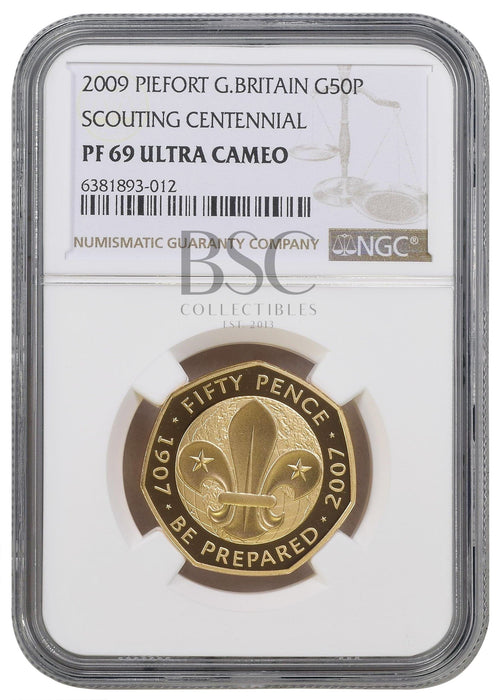 2009 PIEFORT G.BRITAIN G50P
SCOUTING CENTENNIAL
PF 69 ULTRA CAMEO
6381893-012
NUMISMATIC GUARANTY COMPANY
NGC®
BSC
COLLECTIBLES
EST. 2013
FIFTY PENCE
1907
2007
BE PREPARED